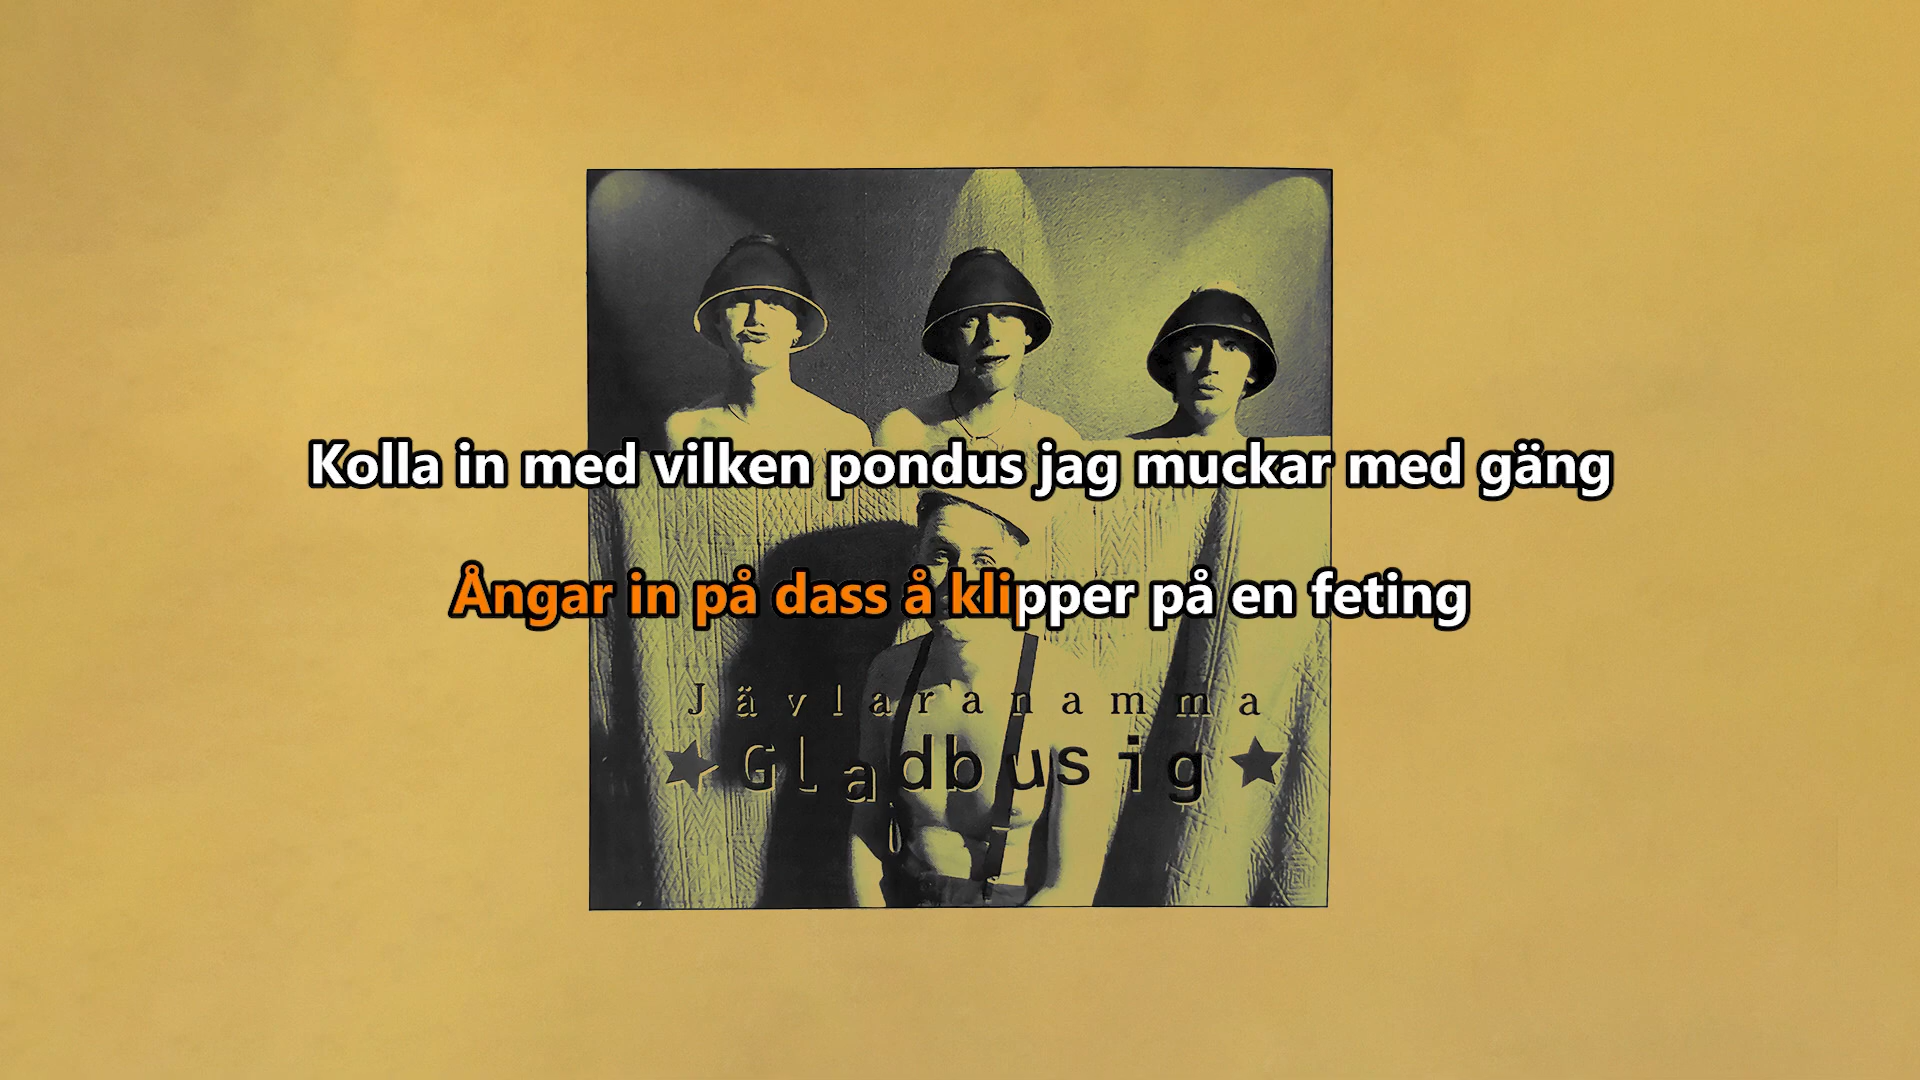 Kolla in med vilken pondus jag muckar med gäng
Ångar in på dass å klipper på en feting
Jävlaranamma
Gladbusig